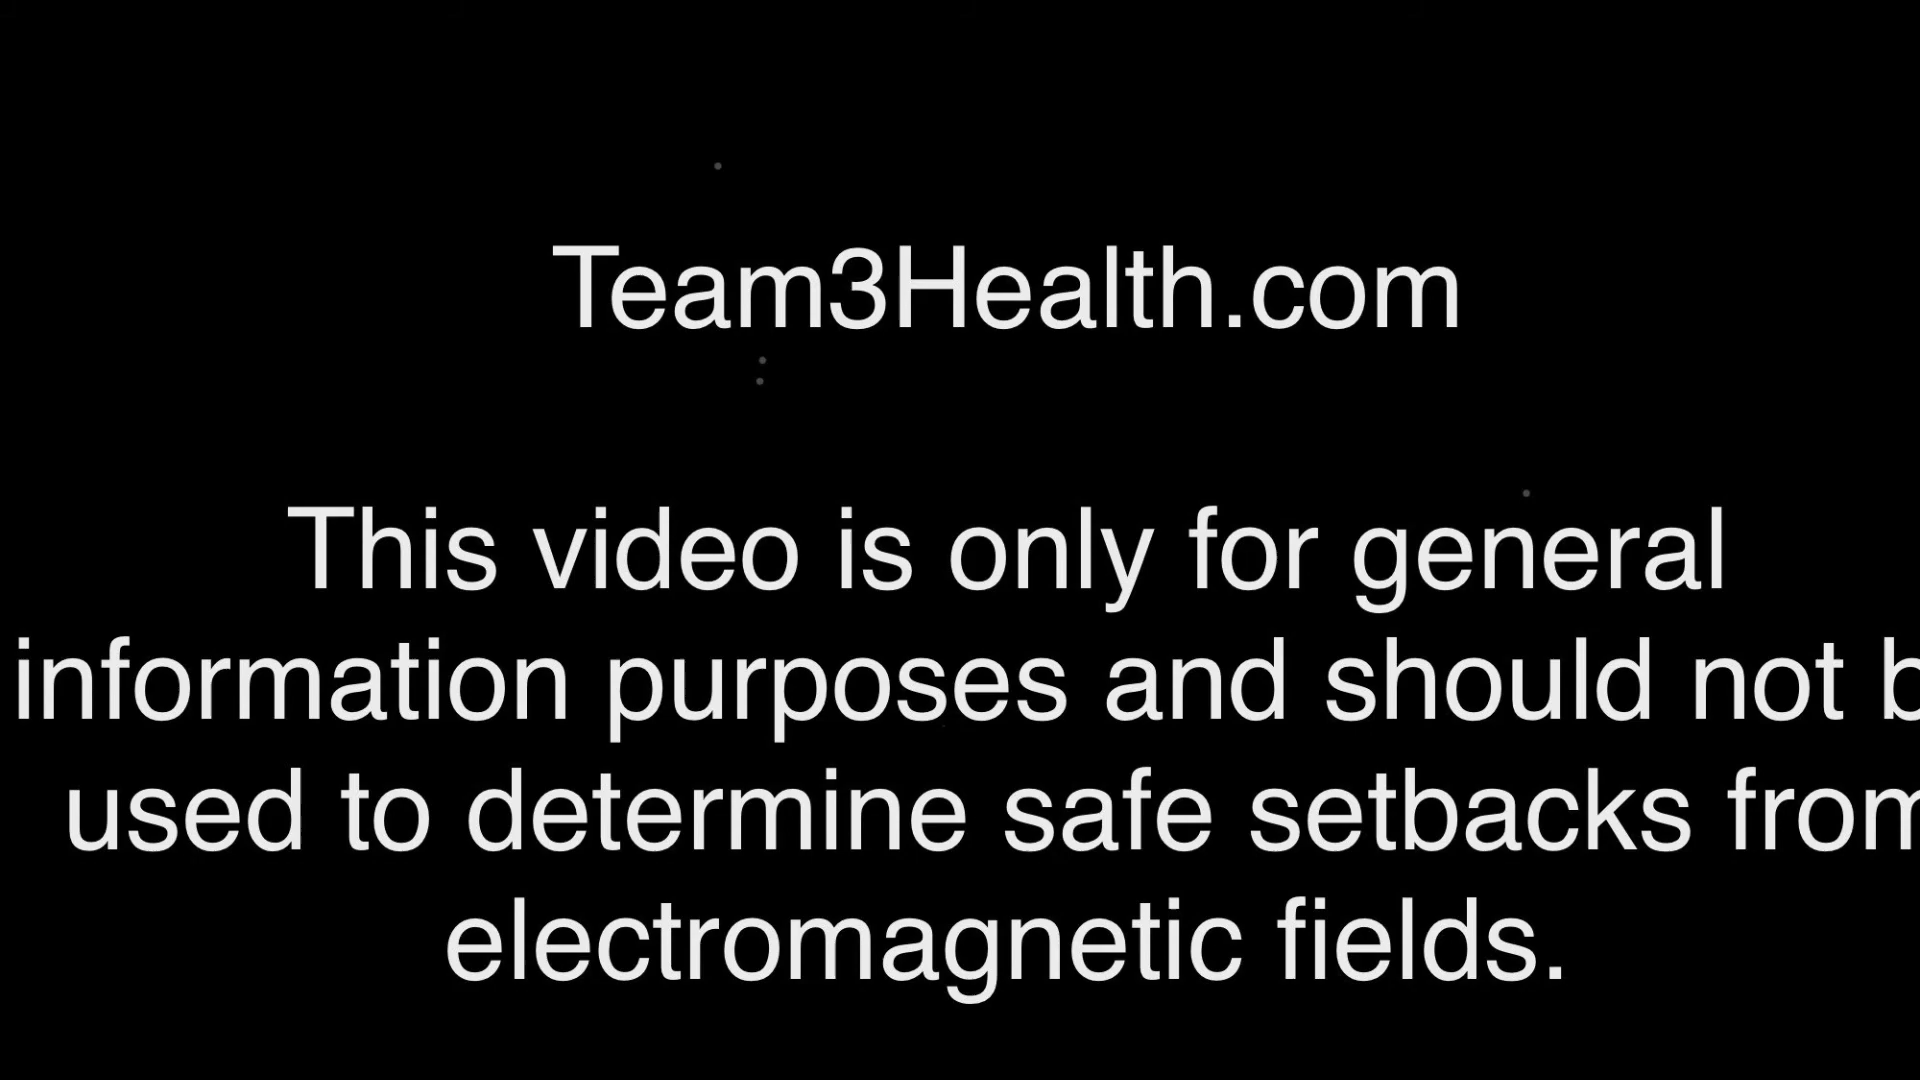 Team3Health.com
This video is only for general
information purposes and should not b
used to determine safe setbacks from
electromagnetic fields.